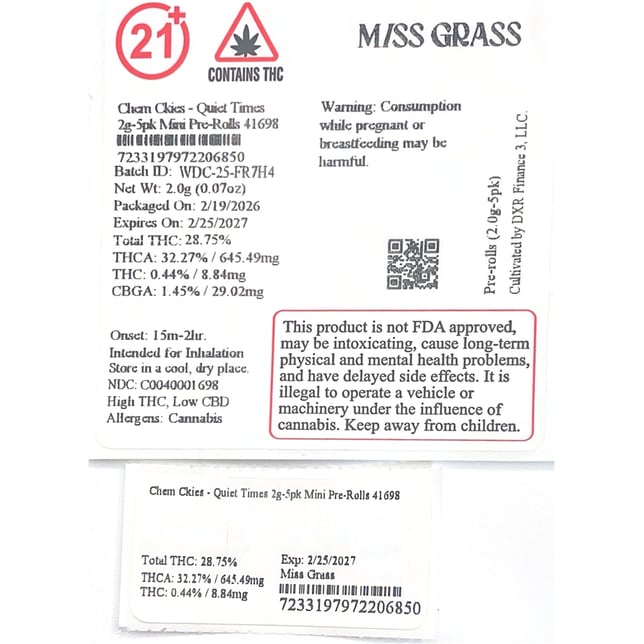 21+
CONTAINS THC
MISS GRASS
Chem Ckies - Quiet Times
2g-5pk Mini Pre-Rolls 41698
7233197972206850
Batch ID: WDC-25-FR7H4
Net Wt: 2.0g (0.07oz)
Packaged On: 2/19/2026
Expires On: 2/25/2027
Total THC: 28.75%
THCA: 32.27% / 645.49mg
THC: 0.44% / 8.84mg
CBGA: 1.45% / 29.02mg
Onset: 15m-2hr.
Intended for Inhalation
Store in a cool, dry place.
NDC: C0040001698
High THC, Low CBD
Allergens: Cannabis
Warning: Consumption
while pregnant or
breastfeeding may be
harmful.
Pre-rolls (2.0g-5pk)
Cultivated by DXR Finance 3, LLC.
This product is not FDA approved,
may be intoxicating, cause long-term
physical and mental health problems,
and have delayed side effects. It is
illegal to operate a vehicle or
machinery under the influence of
cannabis. Keep away from children.
Chem Ckies - Quiet Times 2g-5pk Mini Pre-Rolls 41698
Total THC: 28.75%
THCA: 32.27% / 645.49mg
THC: 0.44% / 8.84mg
Exp: 2/25/2027
Miss Grass
7233197972206850